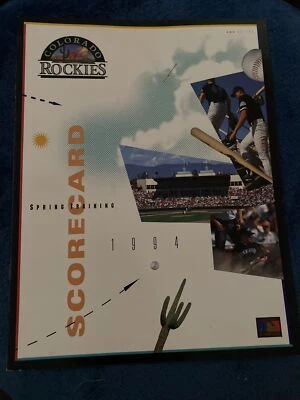 COLORADO
ROCKIES
SCORECARD
SPRING TRAINING
1994